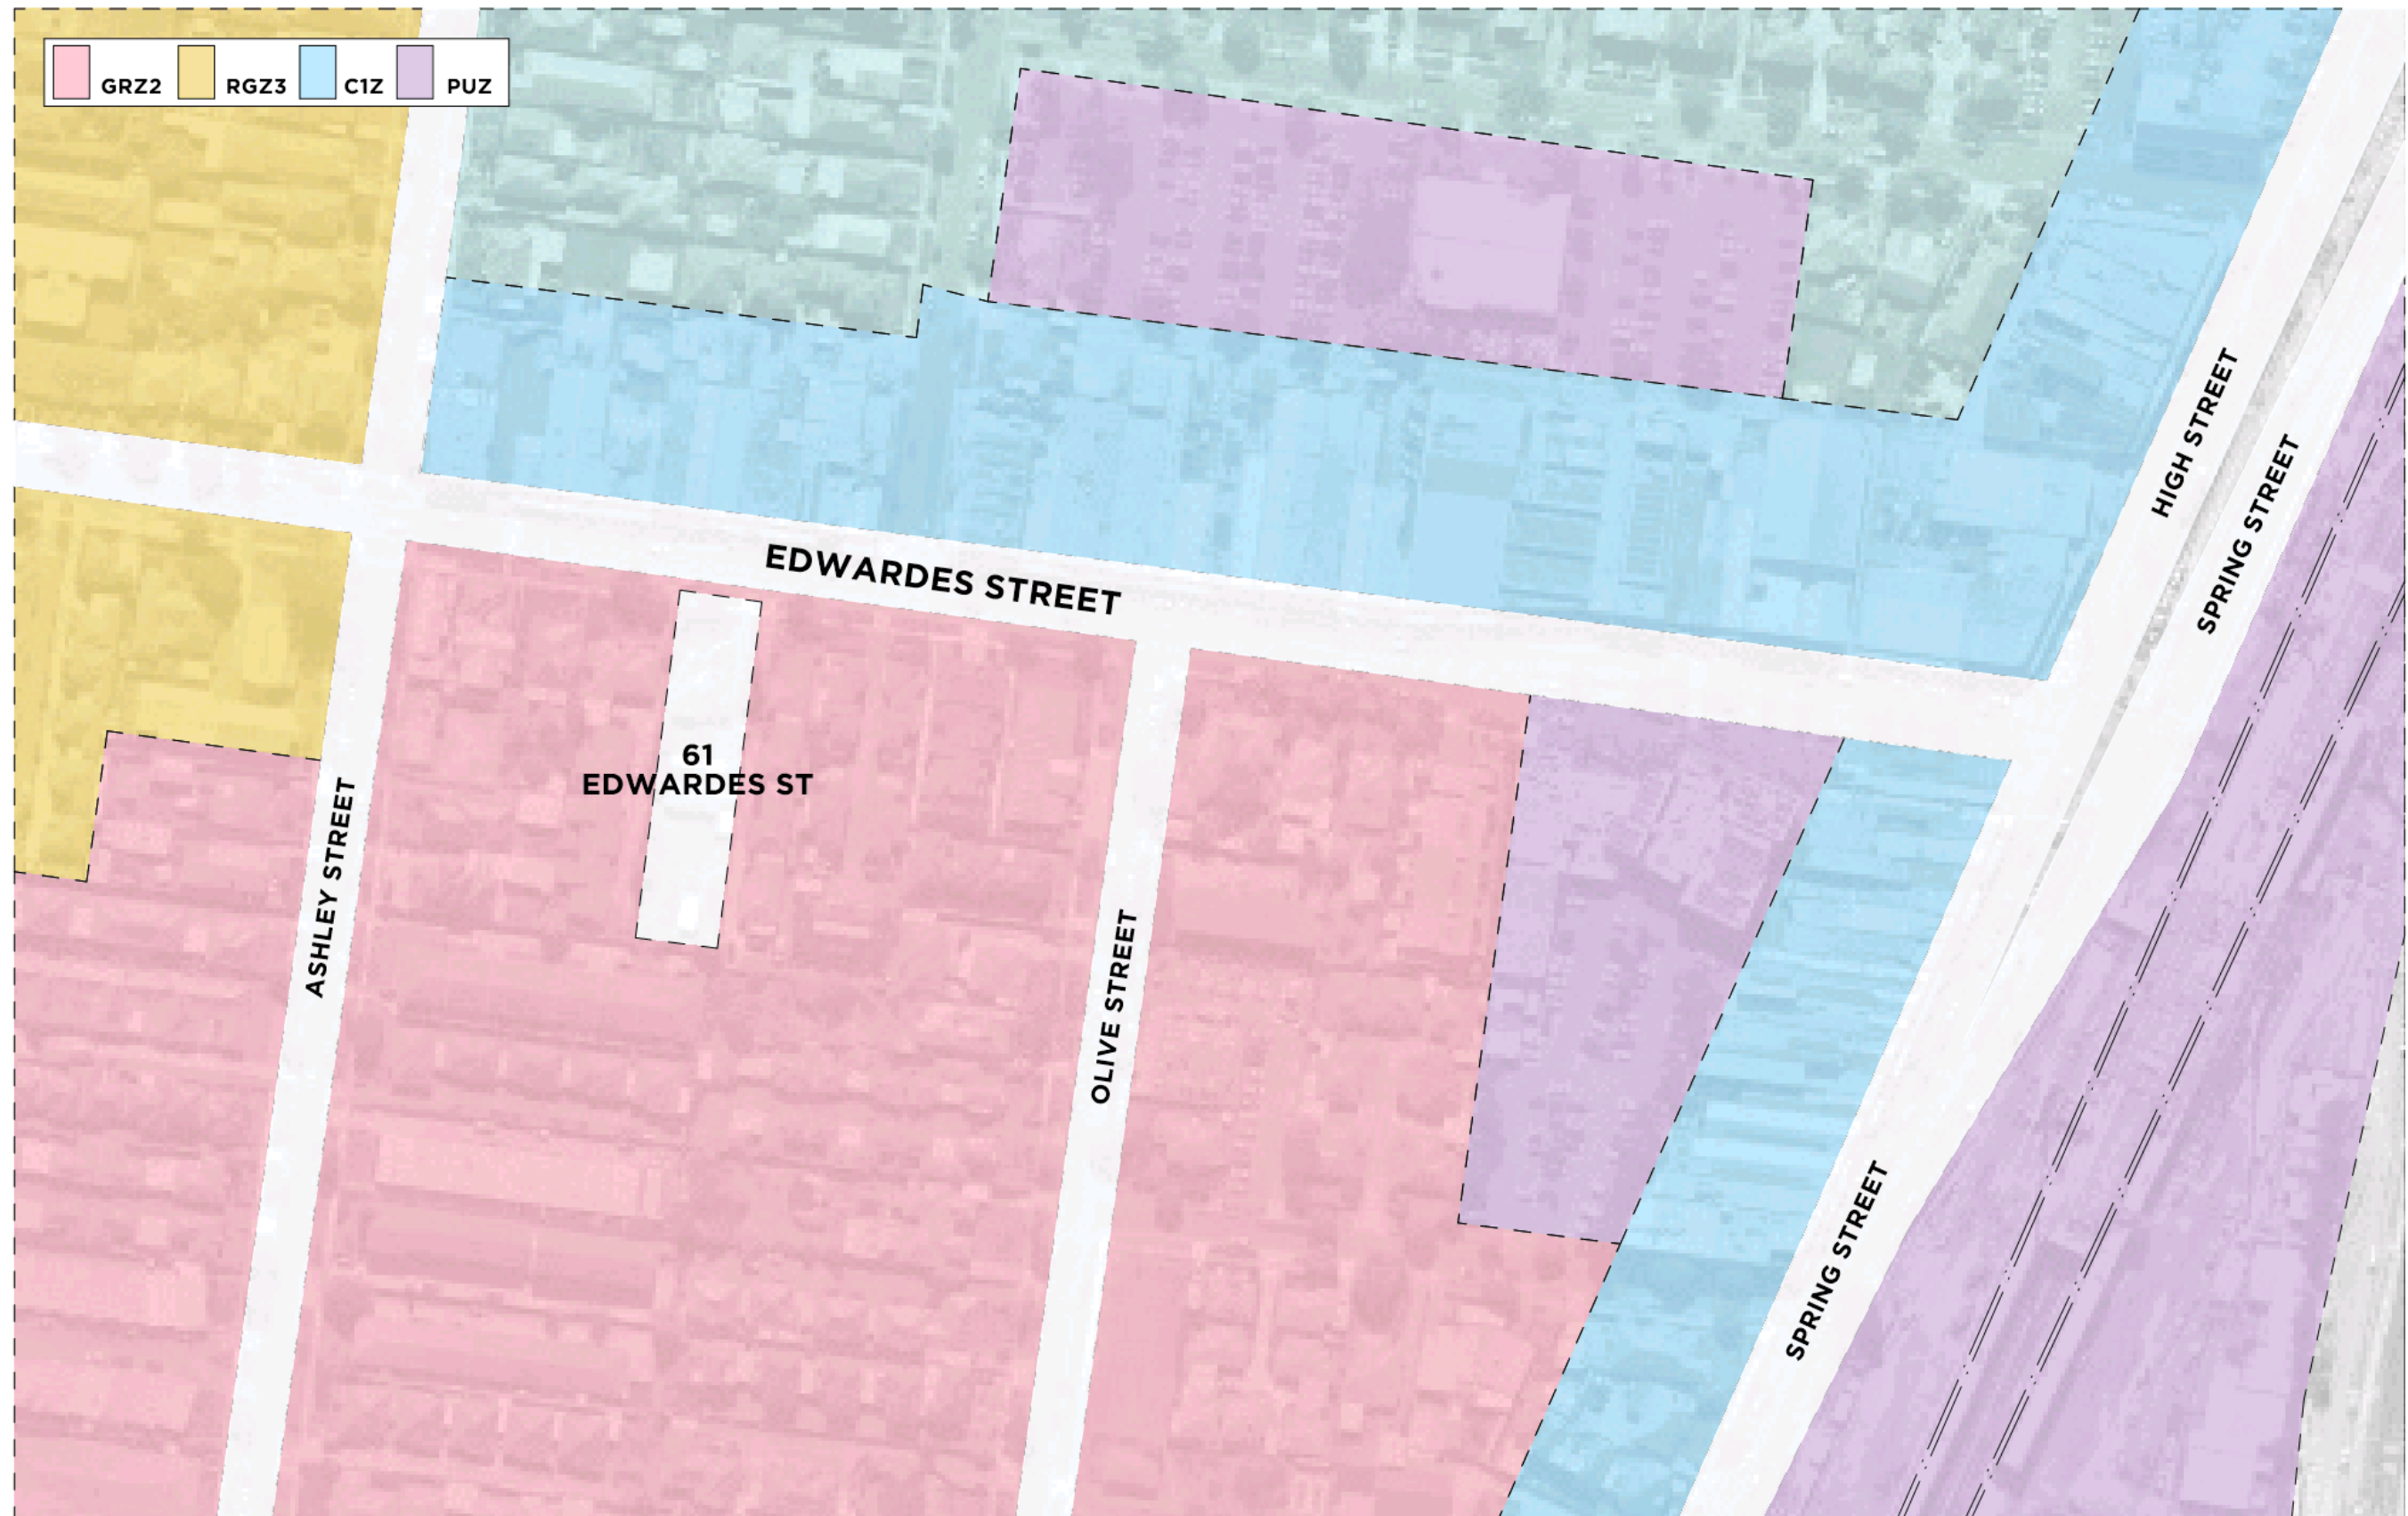 GRZ2 RGZ3 C1Z PUZ
HIGH STREET
SPRING STREET
EDWARDES STREET
61
EDWARDES ST
ASHLEY STREET
OLIVE STREET
SPRING STREET